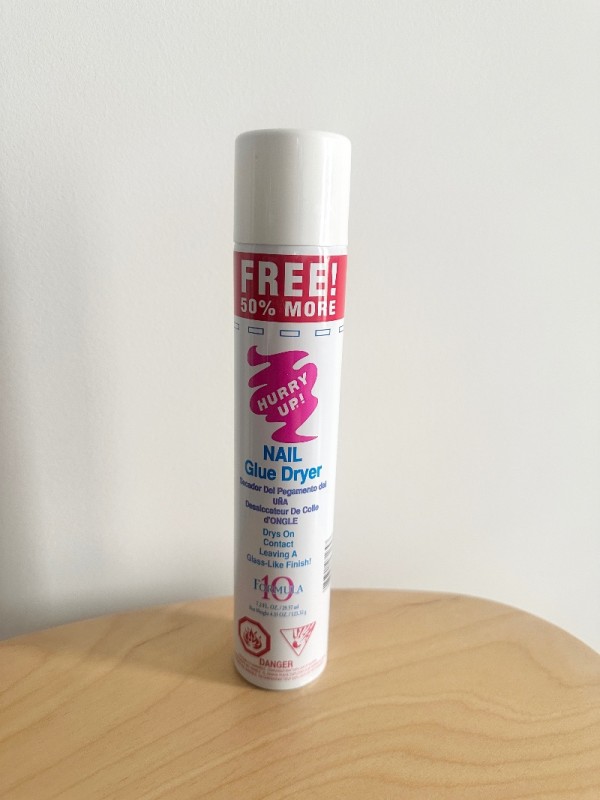 FREE!
50% MORE
HURRY
UP!
NAIL
Glue Dryer
Secador Del Pegamento del
UÑA
Desiccateur De Colle
d'ONGLE
Drys On
Contact
Leaving A
Glass-Like Finish!
FORMULA
10
DANGER